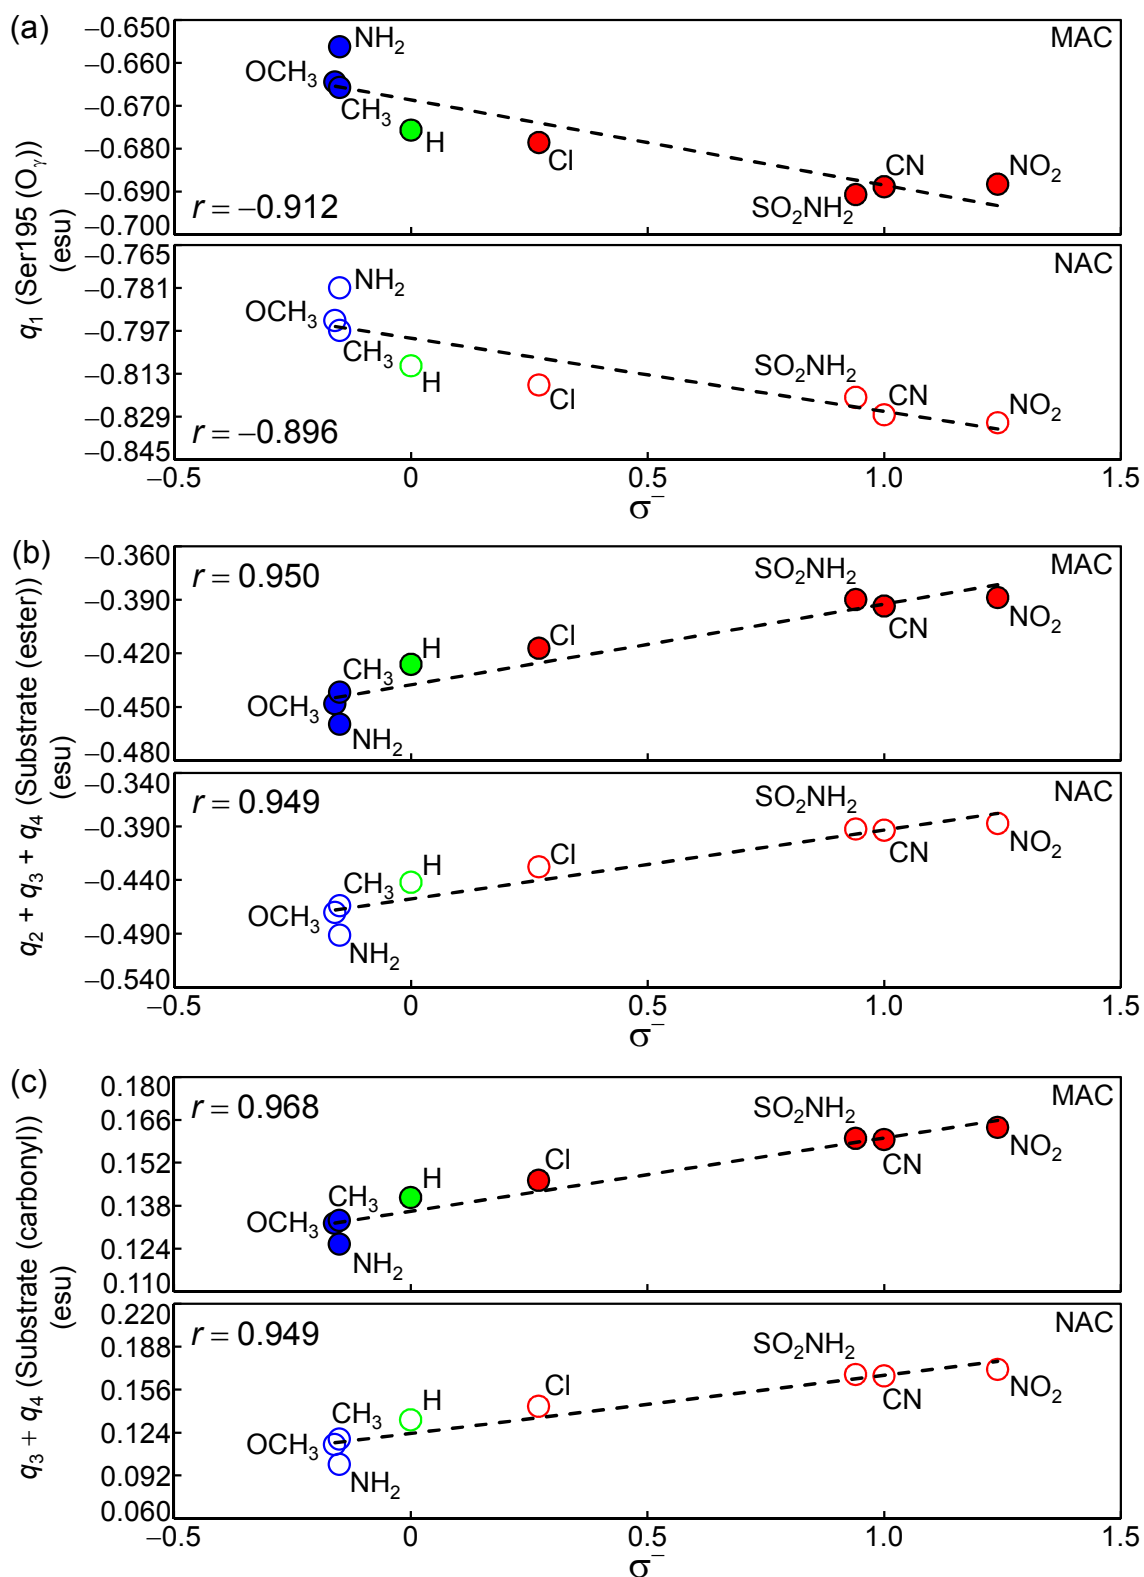 (a)
q₁ (Ser195 (Oᵧ))
(esu)
−0.650
−0.660
−0.670
−0.680
−0.690
−0.700
MAC
NH₂
OCH₃
CH₃
H
Cl
SO₂NH₂
CN
NO₂
r = −0.912
−0.765
−0.781
−0.797
−0.813
−0.829
−0.845
NAC
NH₂
OCH₃
CH₃
H
Cl
SO₂NH₂
CN
NO₂
r = −0.896
−0.5
0
0.5
1.0
1.5
σ⁻
(b)
q₂ + q₃ + q₄ (Substrate (ester))
(esu)
−0.360
−0.390
−0.420
−0.450
−0.480
r = 0.950
MAC
SO₂NH₂
CN
NO₂
Cl
H
CH₃
OCH₃
NH₂
−0.340
−0.390
−0.440
−0.490
−0.540
r = 0.949
NAC
SO₂NH₂
CN
NO₂
Cl
H
CH₃
OCH₃
NH₂
−0.5
0
0.5
1.0
1.5
σ⁻
(c)
q₃ + q₄ (Substrate (carbonyl))
(esu)
0.180
0.166
0.152
0.138
0.124
0.110
r = 0.968
MAC
SO₂NH₂
CN
NO₂
Cl
H
CH₃
OCH₃
NH₂
0.220
0.188
0.156
0.124
0.092
0.060
r = 0.949
NAC
SO₂NH₂
CN
NO₂
Cl
H
CH₃
OCH₃
NH₂
−0.5
0
0.5
1.0
1.5
σ⁻